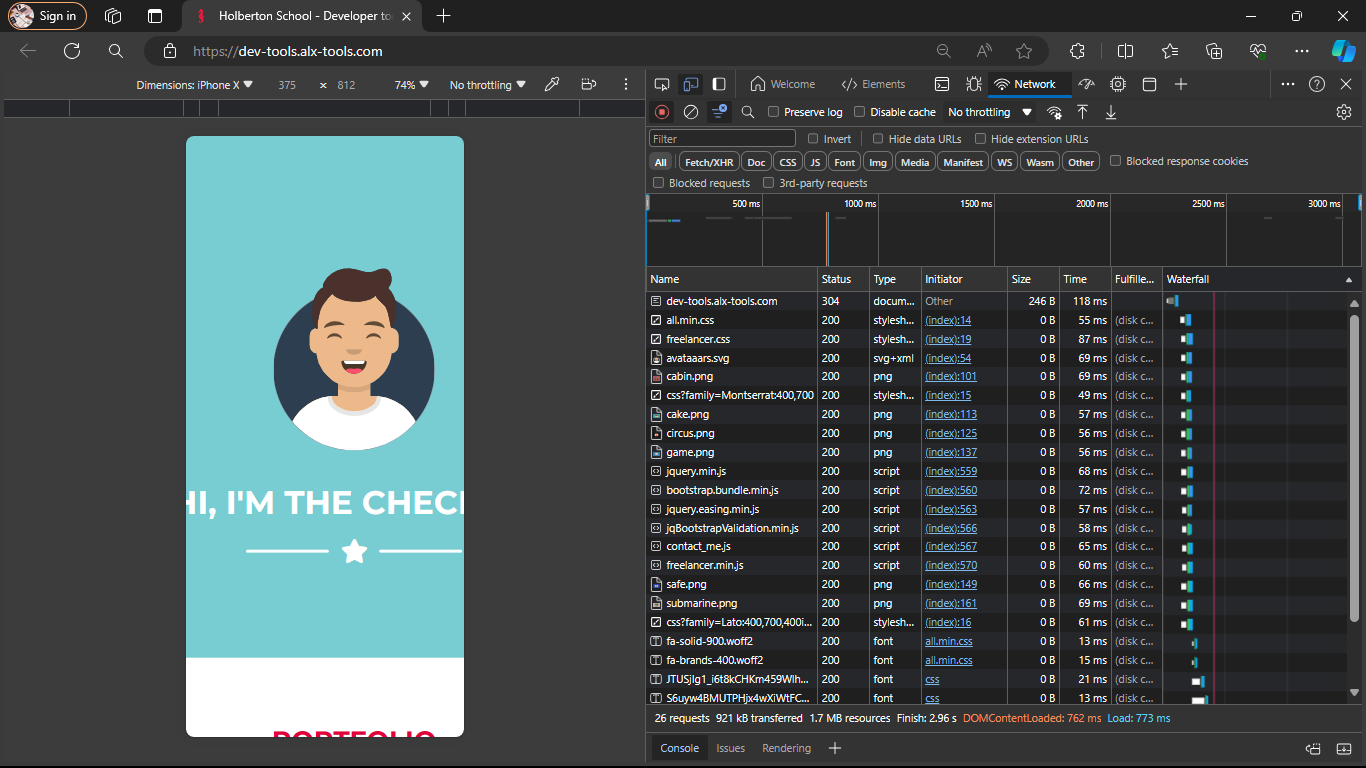 Sign in
Holberton School - Developer to
https://dev-tools.alx-tools.com
Dimensions: iPhone X 375 × 812 74% No throttling
Welcome Elements Network
Preserve log Disable cache No throttling
Filter Invert Hide data URLs Hide extension URLs
All Fetch/XHR Doc CSS JS Font Img Media Manifest WS Wasm Other Blocked response cookies
Blocked requests 3rd-party requests
500 ms 1000 ms 1500 ms 2000 ms 2500 ms 3000 ms
Name Status Type Initiator Size Time Fulfille... Waterfall
dev-tools.alx-tools.com 304 docum... Other 246 B 118 ms
all.min.css 200 stylesh... (index):14 0 B 55 ms (disk c...
freelancer.css 200 stylesh... (index):19 0 B 87 ms (disk c...
avataaars.svg 200 svg+xml (index):54 0 B 69 ms (disk c...
cabin.png 200 png (index):101 0 B 69 ms (disk c...
css?family=Montserrat:400,700 200 stylesh... (index):15 0 B 49 ms (disk c...
cake.png 200 png (index):113 0 B 57 ms (disk c...
circus.png 200 png (index):125 0 B 56 ms (disk c...
game.png 200 png (index):137 0 B 56 ms (disk c...
jquery.min.js 200 script (index):559 0 B 68 ms (disk c...
bootstrap.bundle.min.js 200 script (index):560 0 B 72 ms (disk c...
jquery.easing.min.js 200 script (index):563 0 B 57 ms (disk c...
jqBootstrapValidation.min.js 200 script (index):566 0 B 58 ms (disk c...
contact_me.js 200 script (index):567 0 B 65 ms (disk c...
freelancer.min.js 200 script (index):570 0 B 60 ms (disk c...
safe.png 200 png (index):149 0 B 66 ms (disk c...
submarine.png 200 png (index):161 0 B 69 ms (disk c...
css?family=Lato:400,700,400i... 200 stylesh... (index):16 0 B 61 ms (disk c...
fa-solid-900.woff2 200 font all.min.css 0 B 13 ms (disk c...
fa-brands-400.woff2 200 font all.min.css 0 B 15 ms (disk c...
JTUSjIg1_i6t8kCHKm459Wlh... 200 font css 0 B 21 ms (disk c...
S6uyw4BMUTPHjx4wXiWtFC... 200 font css 0 B 13 ms (disk c...
26 requests 921 kB transferred 1.7 MB resources Finish: 2.96 s DOMContentLoaded: 762 ms Load: 773 ms
Console Issues Rendering
HI, I'M THE CHECK
PORTFOLIO